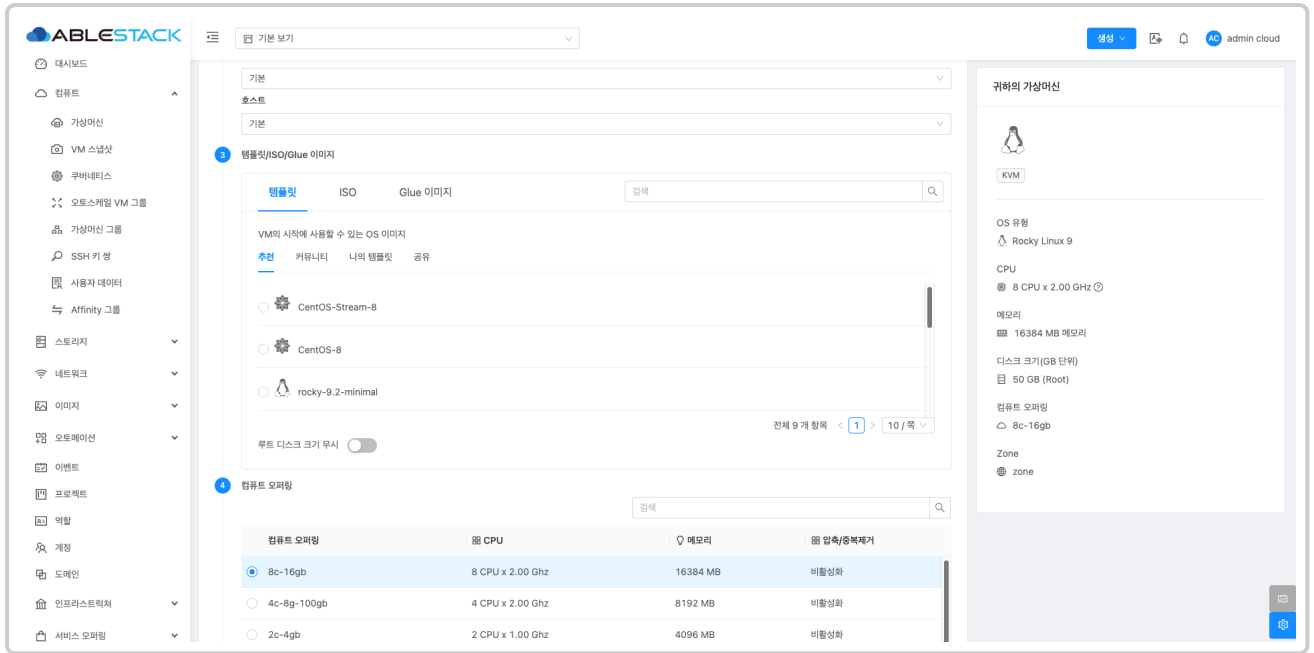 ABLESTACK
기본 보기
생성
AC
admin cloud
대시보드
컴퓨트
가상머신
VM 스냅샷
쿠버네티스
오토스케일 VM 그룹
가상머신 그룹
SSH 키 쌍
사용자 데이터
Affinity 그룹
스토리지
네트워크
이미지
오토메이션
이벤트
프로젝트
역할
계정
도메인
인프라스트럭쳐
서비스 오퍼링
기본
호스트
기본
3 템플릿/ISO/Glue 이미지
템플릿 ISO Glue 이미지 검색
VM의 시작에 사용할 수 있는 OS 이미지
추천 커뮤니티 나의 템플릿 공유
CentOS-Stream-8
CentOS-8
rocky-9.2-minimal
전체 9 개 항목 < 1 > 10 / 쪽
루트 디스크 크기 무시
4 컴퓨트 오퍼링
검색
컴퓨트 오퍼링 CPU 메모리 압축/중복제거
8c-16gb 8 CPU x 2.00 Ghz 16384 MB 비활성화
4c-8g-100gb 4 CPU x 2.00 Ghz 8192 MB 비활성화
2c-4gb 2 CPU x 1.00 Ghz 4096 MB 비활성화
귀하의 가상머신
KVM
OS 유형
Rocky Linux 9
CPU
8 CPU x 2.00 GHz
메모리
16384 MB 메모리
디스크 크기(GB 단위)
50 GB (Root)
컴퓨트 오퍼링
8c-16gb
Zone
zone